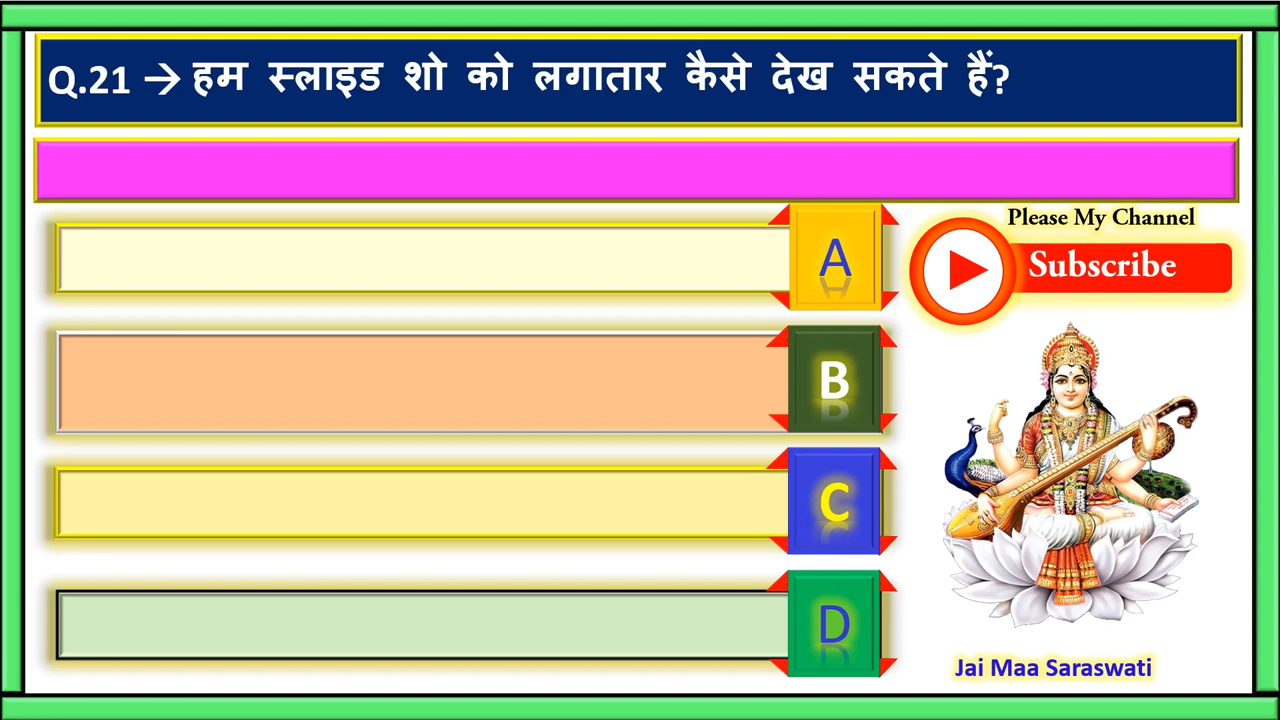 Q.21 → हम स्लाइड शो को लगातार कैसे देख सकते हैं?
Please My Channel
Subscribe
A
B
C
D
Jai Maa Saraswati